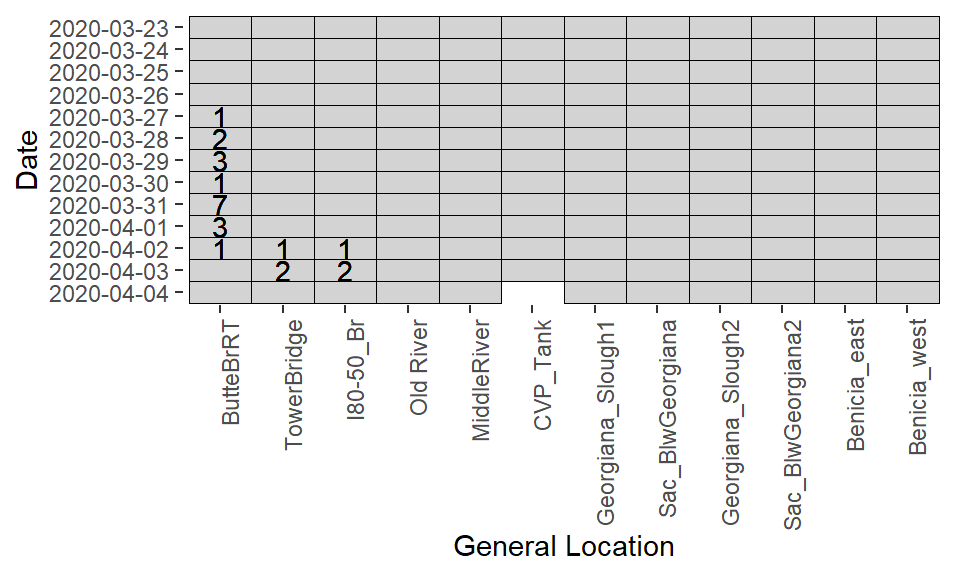 2020-03-23
2020-03-24
2020-03-25
2020-03-26
2020-03-27 1
2020-03-28 2
2020-03-29 3
2020-03-30 1
2020-03-31 7
2020-04-01 3
2020-04-02 1 1 1
2020-04-03 2 2
2020-04-04
Date
ButteBrRT
TowerBridge
I80-50_Br
Old River
MiddleRiver
CVP_Tank
Georgiana_Slough1
Sac_BlwGeorgiana
Georgiana_Slough2
Sac_BlwGeorgiana2
Benicia_east
Benicia_west
General Location